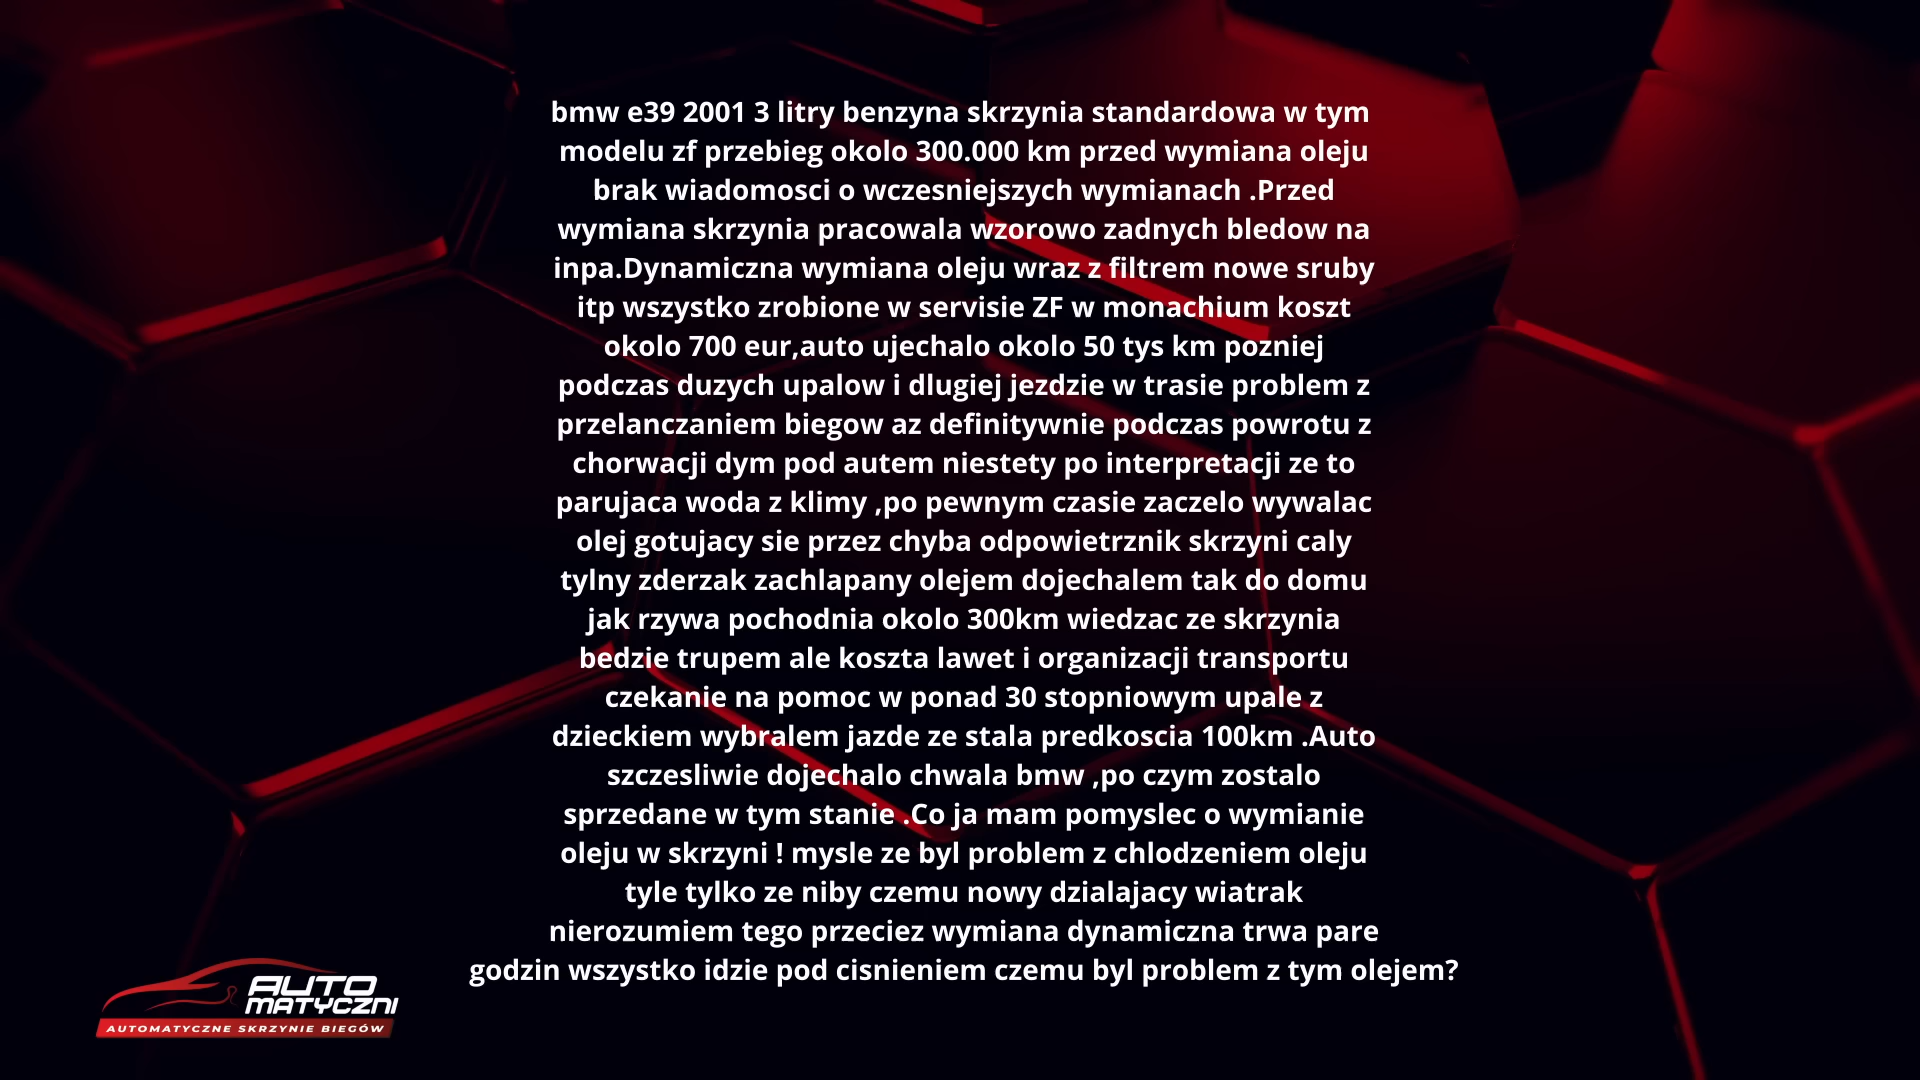 bmw e39 2001 3 litry benzyna skrzynia standardowa w tym
modelu zf przebieg okolo 300.000 km przed wymiana oleju
brak wiadomosci o wczesniejszych wymianach .Przed
wymiana skrzynia pracowala wzorowo zadnych bledow na
inpa.Dynamiczna wymiana oleju wraz z filtrem nowe sruby
itp wszystko zrobione w servisie ZF w monachium koszt
okolo 700 eur,auto ujechalo okolo 50 tys km pozniej
podczas duzych upalow i dlugiej jezdzie w trasie problem z
przelanczaniem biegow az definitywnie podczas powrotu z
chorwacji dym pod autem niestety po interpretacji ze to
parujaca woda z klimy ,po pewnym czasie zaczelo wywalac
olej gotujacy sie przez chyba odpowietrznik skrzyni caly
tylny zderzak zachlapany olejem dojechalem tak do domu
jak rzywa pochodnia okolo 300km wiedzac ze skrzynia
bedzie trupem ale koszta lawet i organizacji transportu
czekanie na pomoc w ponad 30 stopniowym upale z
dzieckiem wybralem jazde ze stala predkoscia 100km .Auto
szczesliwie dojechalo chwala bmw ,po czym zostalo
sprzedane w tym stanie .Co ja mam pomyslec o wymianie
oleju w skrzyni ! mysle ze byl problem z chlodzeniem oleju
tyle tylko ze niby czemu nowy dzialajacy wiatrak
nierozumiem tego przeciez wymiana dynamiczna trwa pare
godzin wszystko idzie pod cisnieniem czemu byl problem z tym olejem?
AUTO
MATYCZNI
AUTOMATYCZNE SKRZYNIE BIEGÓW